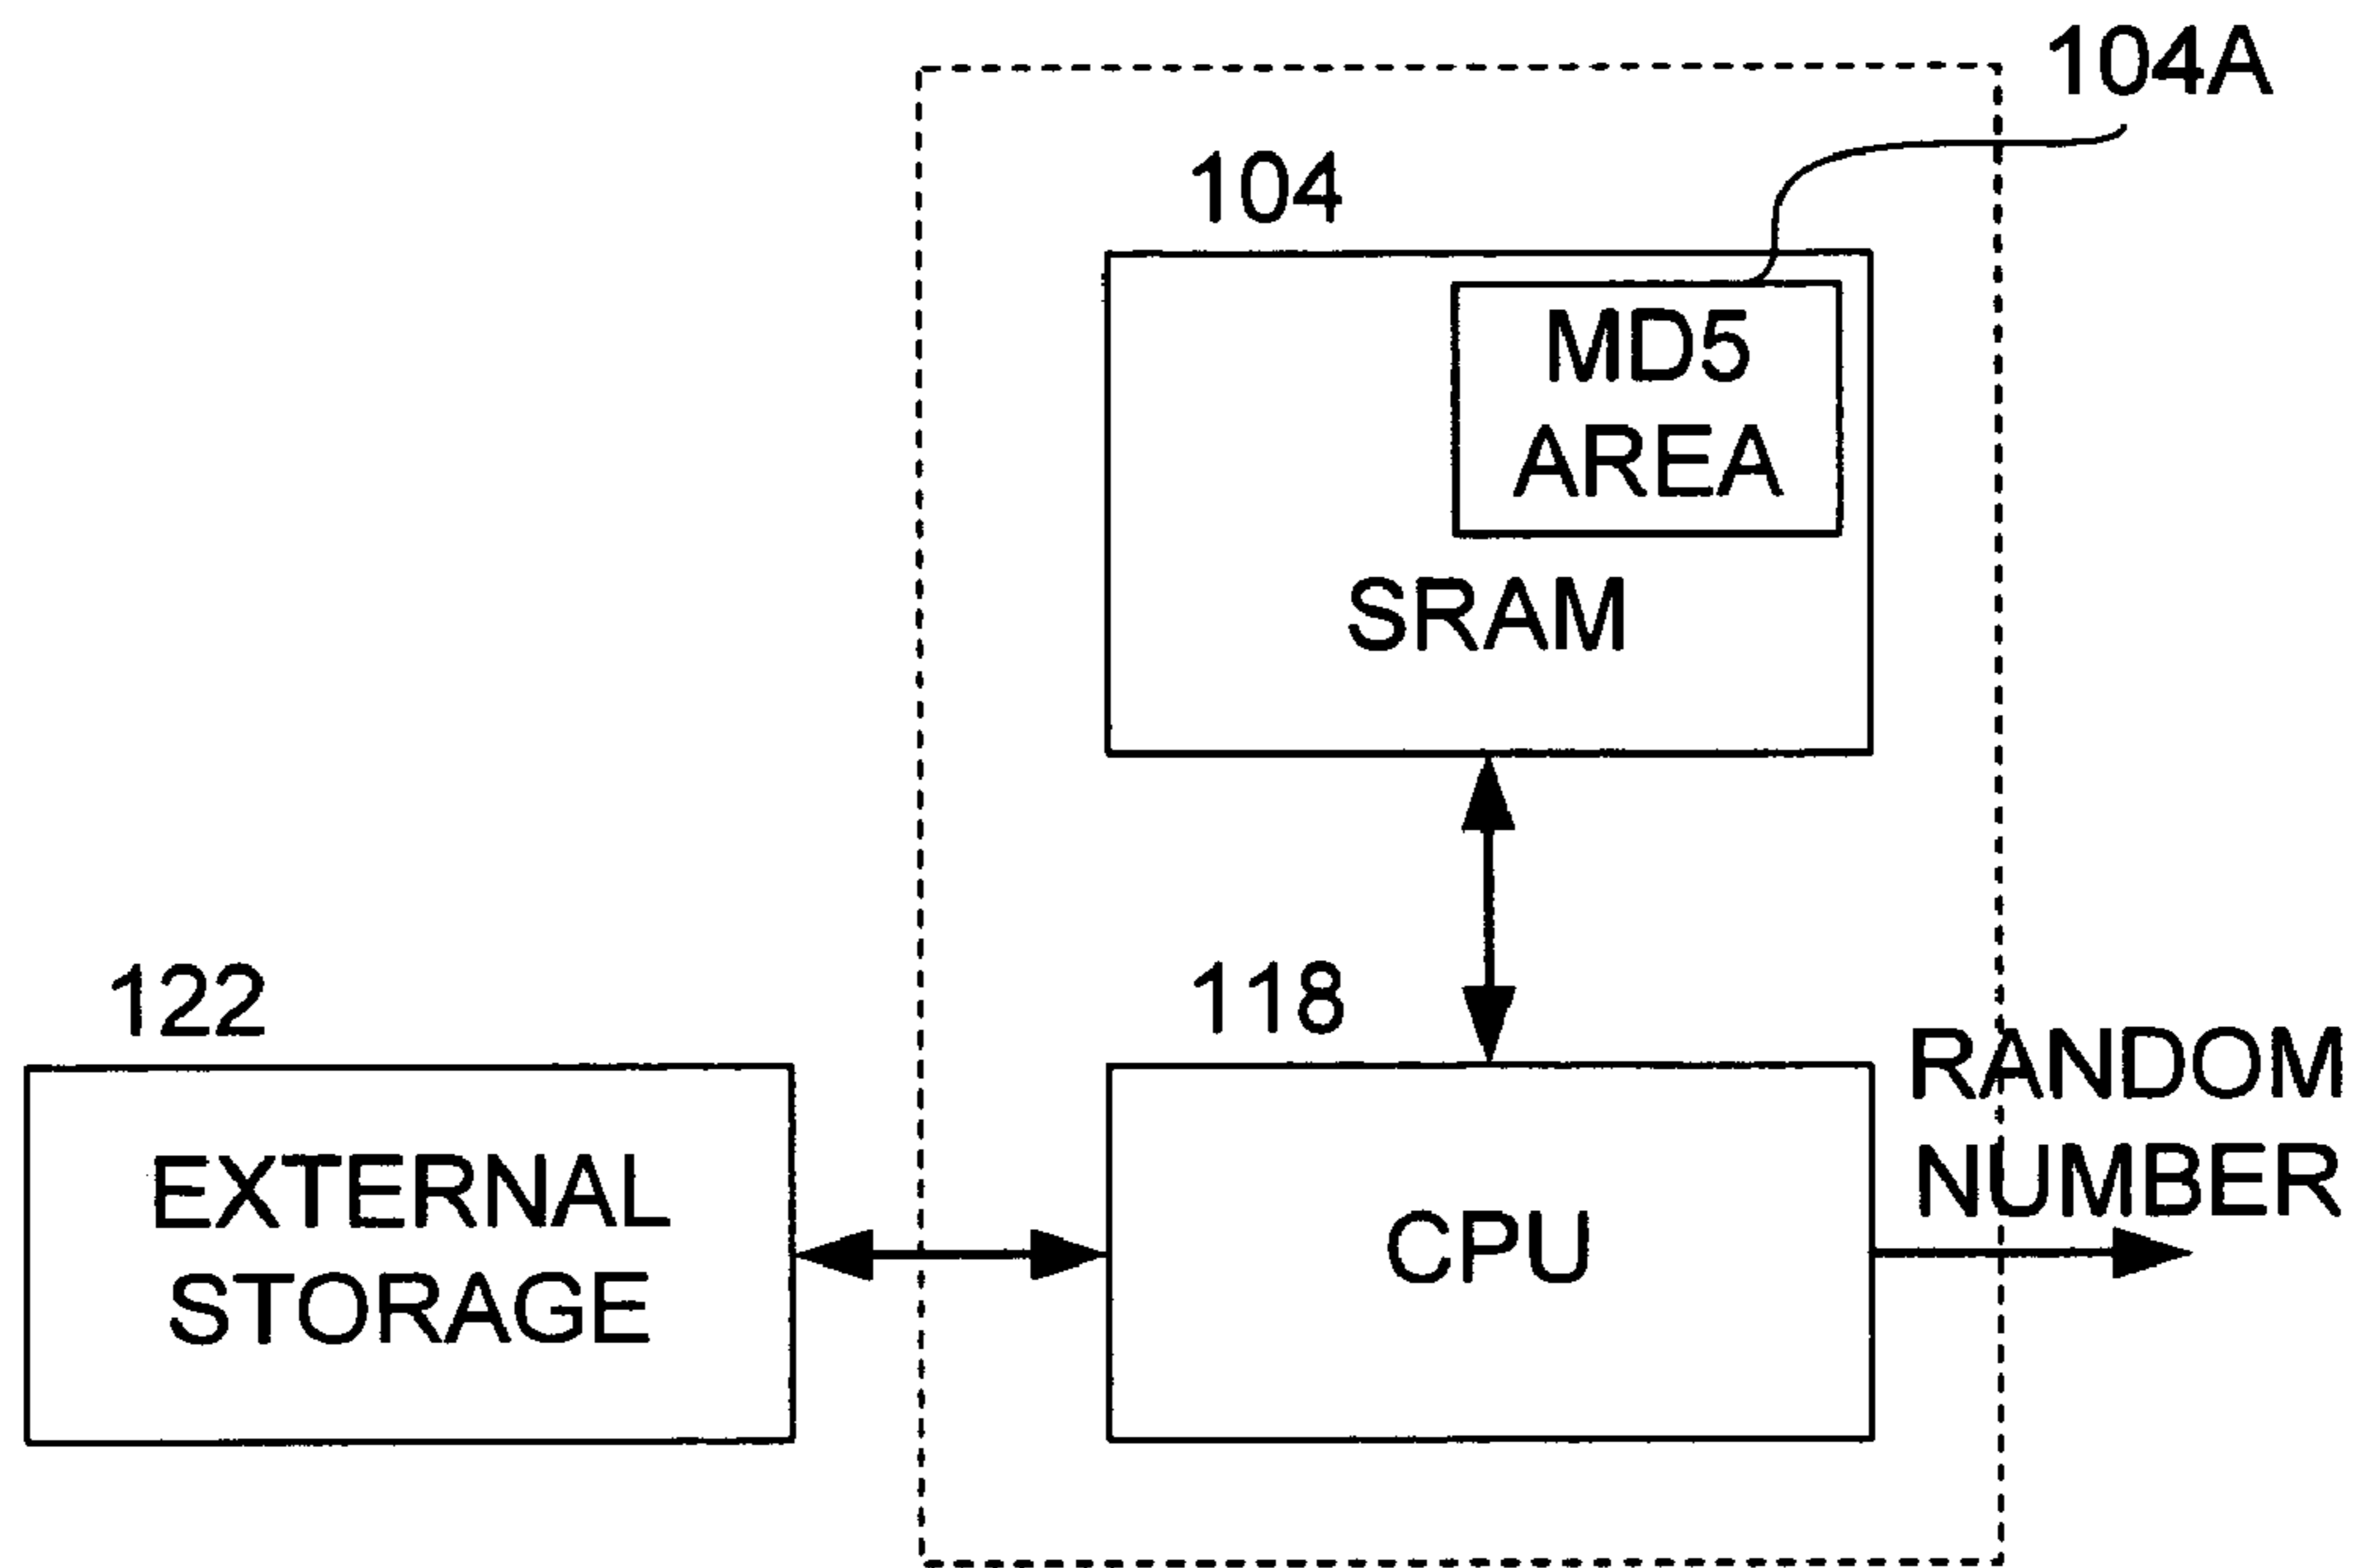 104A
104
MD5
AREA
SRAM
122
118
RANDOM
NUMBER
EXTERNAL
STORAGE
CPU